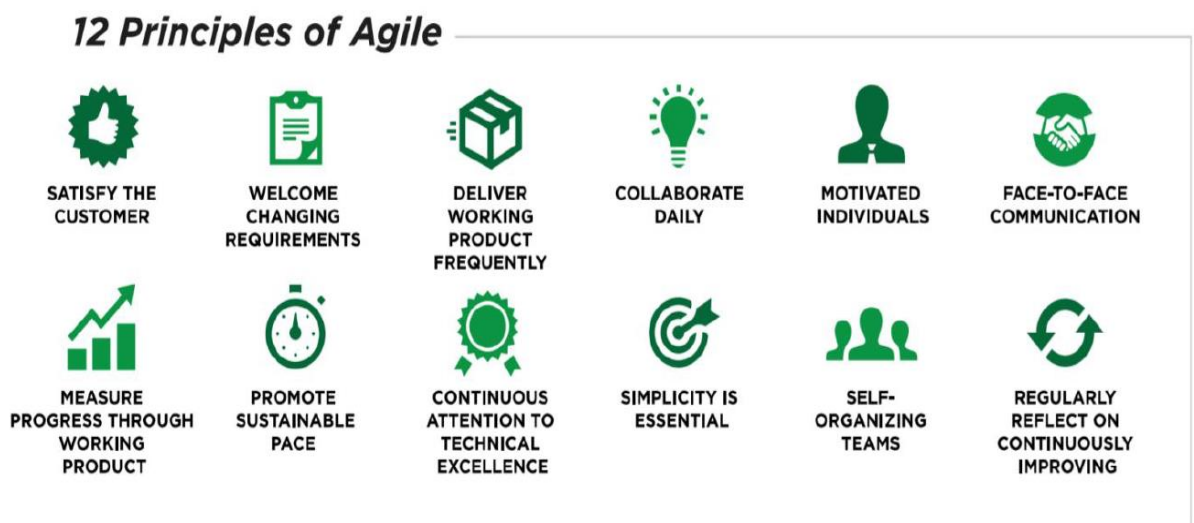 12 Principles of Agile
SATISFY THE
CUSTOMER
WELCOME
CHANGING
REQUIREMENTS
DELIVER
WORKING
PRODUCT
FREQUENTLY
COLLABORATE
DAILY
MOTIVATED
INDIVIDUALS
FACE-TO-FACE
COMMUNICATION
MEASURE
PROGRESS THROUGH
WORKING
PRODUCT
PROMOTE
SUSTAINABLE
PACE
CONTINUOUS
ATTENTION TO
TECHNICAL
EXCELLENCE
SIMPLICITY IS
ESSENTIAL
SELF-
ORGANIZING
TEAMS
REGULARLY
REFLECT ON
CONTINUOUSLY
IMPROVING